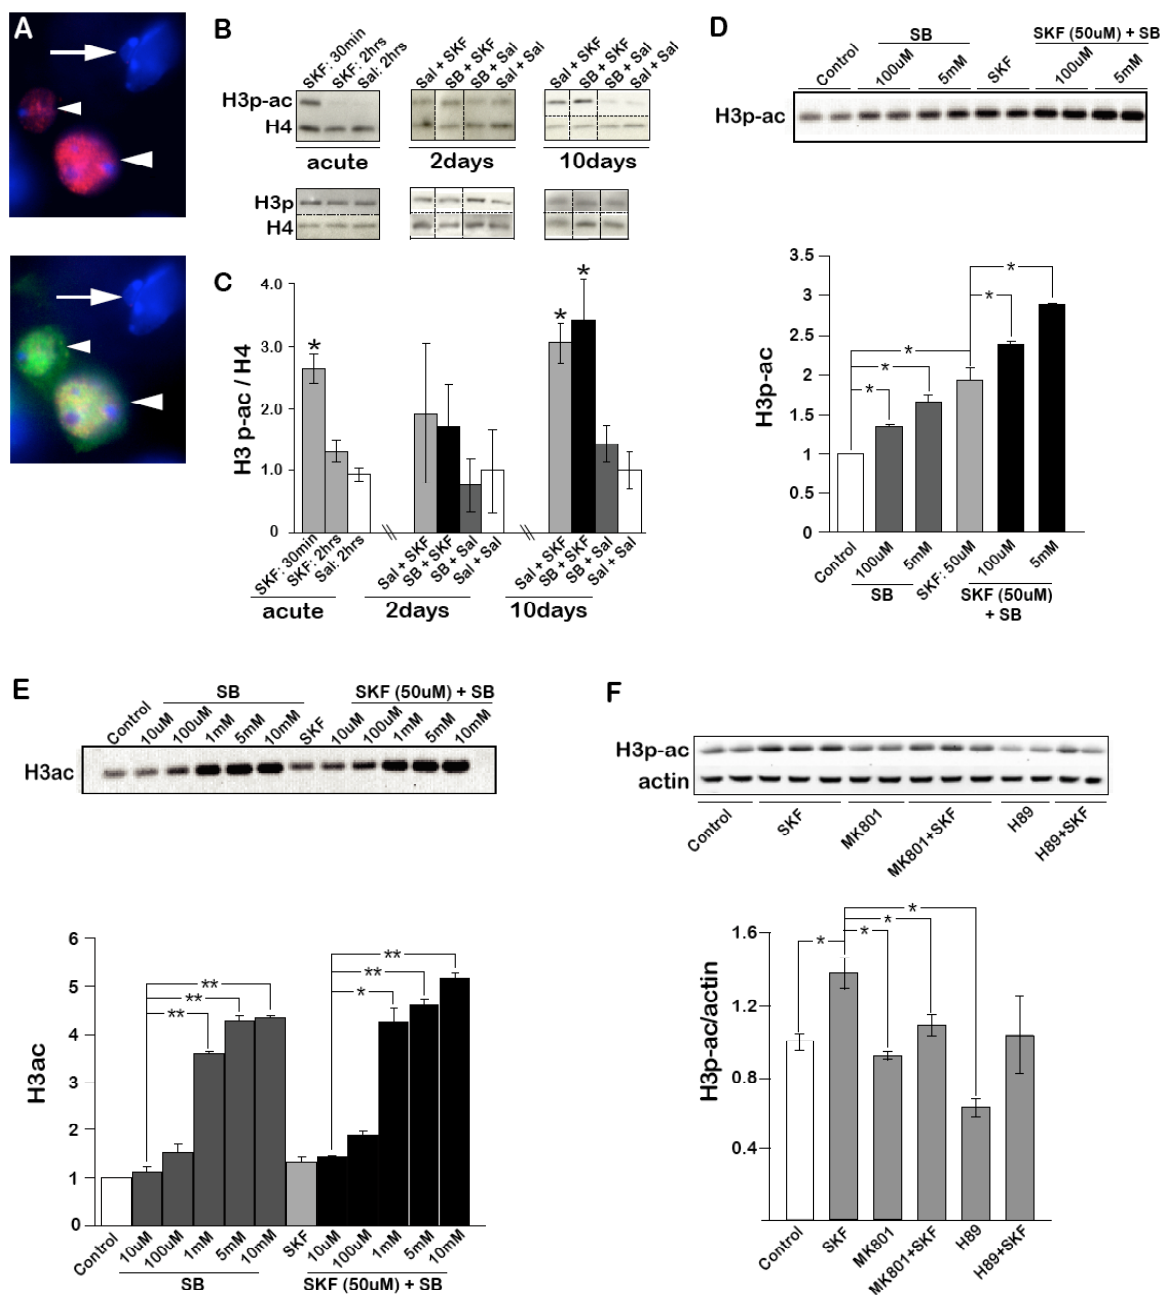 A
B
SKF: 30min
SKF: 2hrs
Sal: 2hrs
Sal + SKF
SB + SKF
SB + Sal
Sal + Sal
Sal + SKF
SB + SKF
SB + Sal
Sal + Sal
H3p-ac
H4
acute
2days
10days
H3p
H4
C
H3 p-ac / H4
4.0
3.0
2.0
1.0
0
*
*
*
SKF: 30min
SKF: 2hrs
Sal: 2hrs
Sal + SKF
SB + SKF
SB + Sal
Sal + Sal
Sal + SKF
SB + SKF
SB + Sal
Sal + Sal
acute
2days
10days
D
SB
SKF (50uM) + SB
Control
100uM
5mM
SKF
100uM
5mM
H3p-ac
H3p-ac
3.5
3
2.5
2
1.5
1
0.5
0
*
*
*
*
*
Control
100uM
5mM
SKF: 50uM
100uM
5mM
SB
SKF (50uM)
+ SB
E
SB
SKF (50uM) + SB
Control
10uM
100uM
1mM
5mM
10mM
SKF
10uM
100uM
1mM
5mM
10mM
H3ac
H3ac
6
5
4
3
2
1
0
**
**
**
**
**
*
Control
10uM
100uM
1mM
5mM
10mM
SKF
10uM
100uM
1mM
5mM
10mM
SB
SKF (50uM) + SB
F
H3p-ac
actin
Control
SKF
MK801
MK801+SKF
H89
H89+SKF
H3p-ac/actin
1.6
1.2
0.8
0.4
*
*
*
*
Control
SKF
MK801
MK801+SKF
H89
H89+SKF